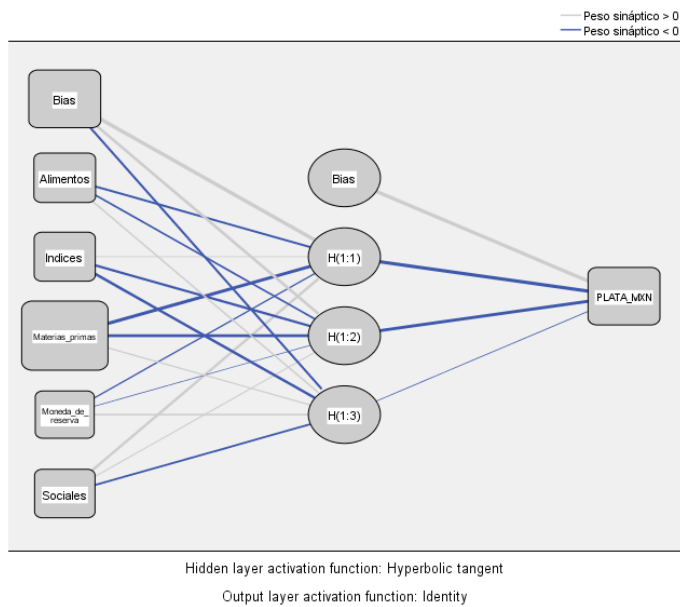 Peso sináptico > 0
Peso sináptico < 0
Bias
Alimentos
Bias
Indices
H(1:1)
PLATA_MXN
Materias_primas
H(1:2)
Moneda_de_
reserva
H(1:3)
Sociales
Hidden layer activation function: Hyperbolic tangent
Output layer activation function: Identity